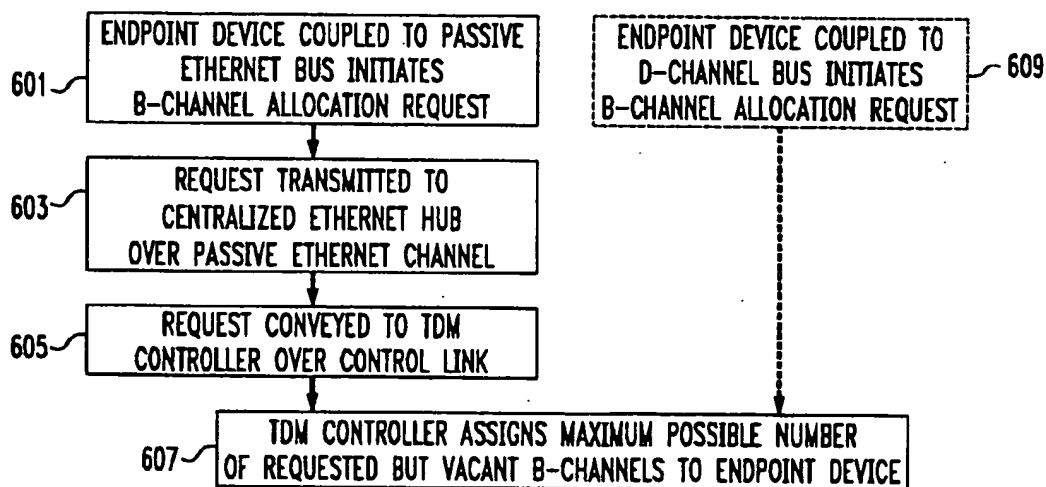 601
ENDPOINT DEVICE COUPLED TO PASSIVE
ETHERNET BUS INITIATES
B-CHANNEL ALLOCATION REQUEST
ENDPOINT DEVICE COUPLED TO
D-CHANNEL BUS INITIATES
B-CHANNEL ALLOCATION REQUEST
609
603
REQUEST TRANSMITTED TO
CENTRALIZED ETHERNET HUB
OVER PASSIVE ETHERNET CHANNEL
605
REQUEST CONVEYED TO TDM
CONTROLLER OVER CONTROL LINK
607
TDM CONTROLLER ASSIGNS MAXIMUM POSSIBLE NUMBER
OF REQUESTED BUT VACANT B-CHANNELS TO ENDPOINT DEVICE